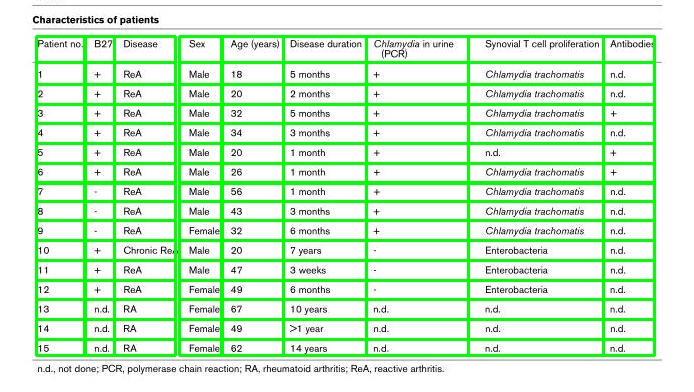 Characteristics of patients
Patient no. B27 Disease Sex Age (years) Disease duration Chlamydia in urine (PCR) Synovial T cell proliferation Antibodies
1 + ReA Male 18 5 months + Chlamydia trachomatis n.d.
2 + ReA Male 20 2 months + Chlamydia trachomatis n.d.
3 + ReA Male 32 5 months + Chlamydia trachomatis +
4 + ReA Male 34 3 months + Chlamydia trachomatis n.d.
5 + ReA Male 20 1 month + n.d. +
6 + ReA Male 26 1 month + Chlamydia trachomatis +
7 - ReA Male 56 1 month + Chlamydia trachomatis n.d.
8 - ReA Male 43 3 months + Chlamydia trachomatis n.d.
9 - ReA Female 32 6 months + Chlamydia trachomatis n.d.
10 + Chronic ReA Male 20 7 years - Enterobacteria n.d.
11 + ReA Male 47 3 weeks - Enterobacteria n.d.
12 + ReA Female 49 6 months - Enterobacteria n.d.
13 n.d. RA Female 67 10 years n.d. n.d. n.d.
14 n.d. RA Female 49 >1 year n.d. n.d. n.d.
15 n.d. RA Female 62 14 years n.d. n.d. n.d.
n.d., not done; PCR, polymerse chain reaction; RA, rheumatoid arthritis; ReA, reactive arthritis.